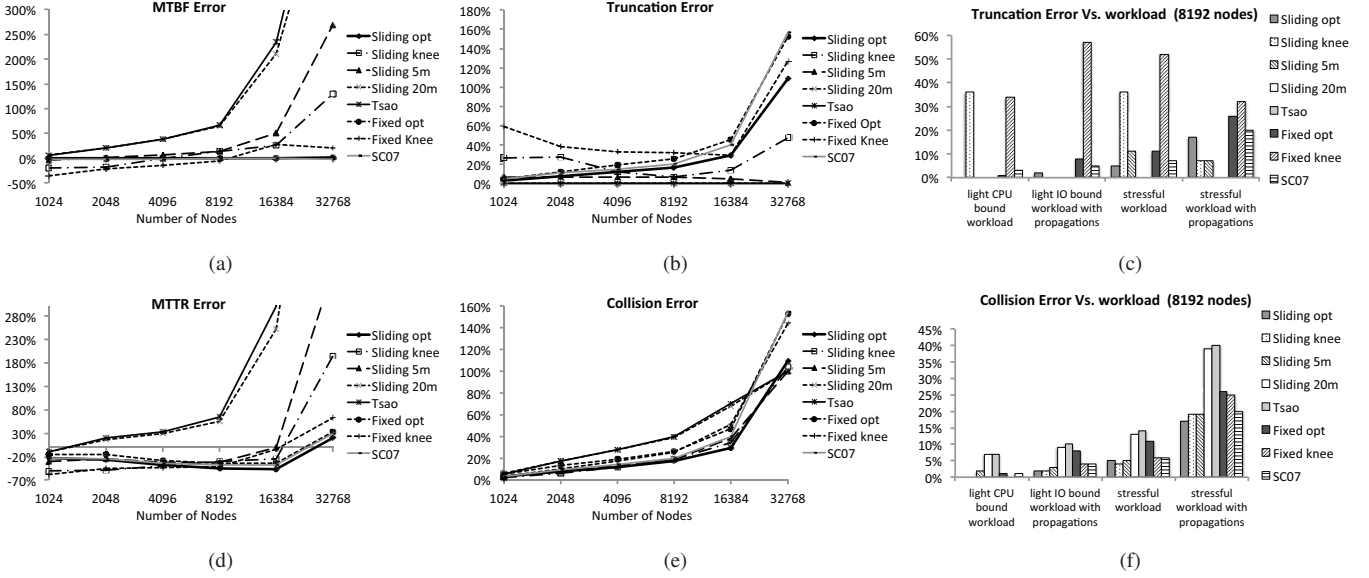 MTBF Error
300%
250%
200%
150%
100%
50%
0%
-50%
1024 2048 4096 8192 16384 32768
Number of Nodes
Sliding opt
Sliding knee
Sliding 5m
Sliding 20m
Tsao
Fixed opt
Fixed Knee
SC07
(a)
Truncation Error
180%
160%
140%
120%
100%
80%
60%
40%
20%
0%
1024 2048 4096 8192 16384 32768
Number of Nodes
Sliding opt
Sliding knee
Sliding 5m
Sliding 20m
Tsao
Fixed Opt
Fixed Knee
SC07
(b)
Truncation Error Vs. workload (8192 nodes)
60%
50%
40%
30%
20%
10%
0%
light CPU bound workload
light IO bound workload with propagations
stressful workload
stressful workload with propagations
Sliding opt
Sliding knee
Sliding 5m
Sliding 20m
Tsao
Fixed opt
Fixed knee
SC07
(c)
MTTR Error
280%
230%
180%
130%
80%
30%
-20%
-70%
1024 2048 4096 8192 16384 32768
Number of Nodes
Sliding opt
Sliding knee
Sliding 5m
Sliding 20m
Tsao
Fixed opt
Fixed knee
SC07
(d)
Collision Error
160%
140%
120%
100%
80%
60%
40%
20%
0%
1024 2048 4096 8192 16384 32768
Number of Nodes
Sliding opt
Sliding knee
Sliding 5m
Sliding 20m
Tsao
Fixed opt
Fixed knee
SC07
(e)
Collision Error Vs. workload (8192 nodes)
45%
40%
35%
30%
25%
20%
15%
10%
5%
0%
light CPU bound workload
light IO bound workload with propagations
stressful workload
stressful workload with propagations
Sliding opt
Sliding knee
Sliding 5m
Sliding 20m
Tsao
Fixed opt
Fixed knee
SC07
(f)